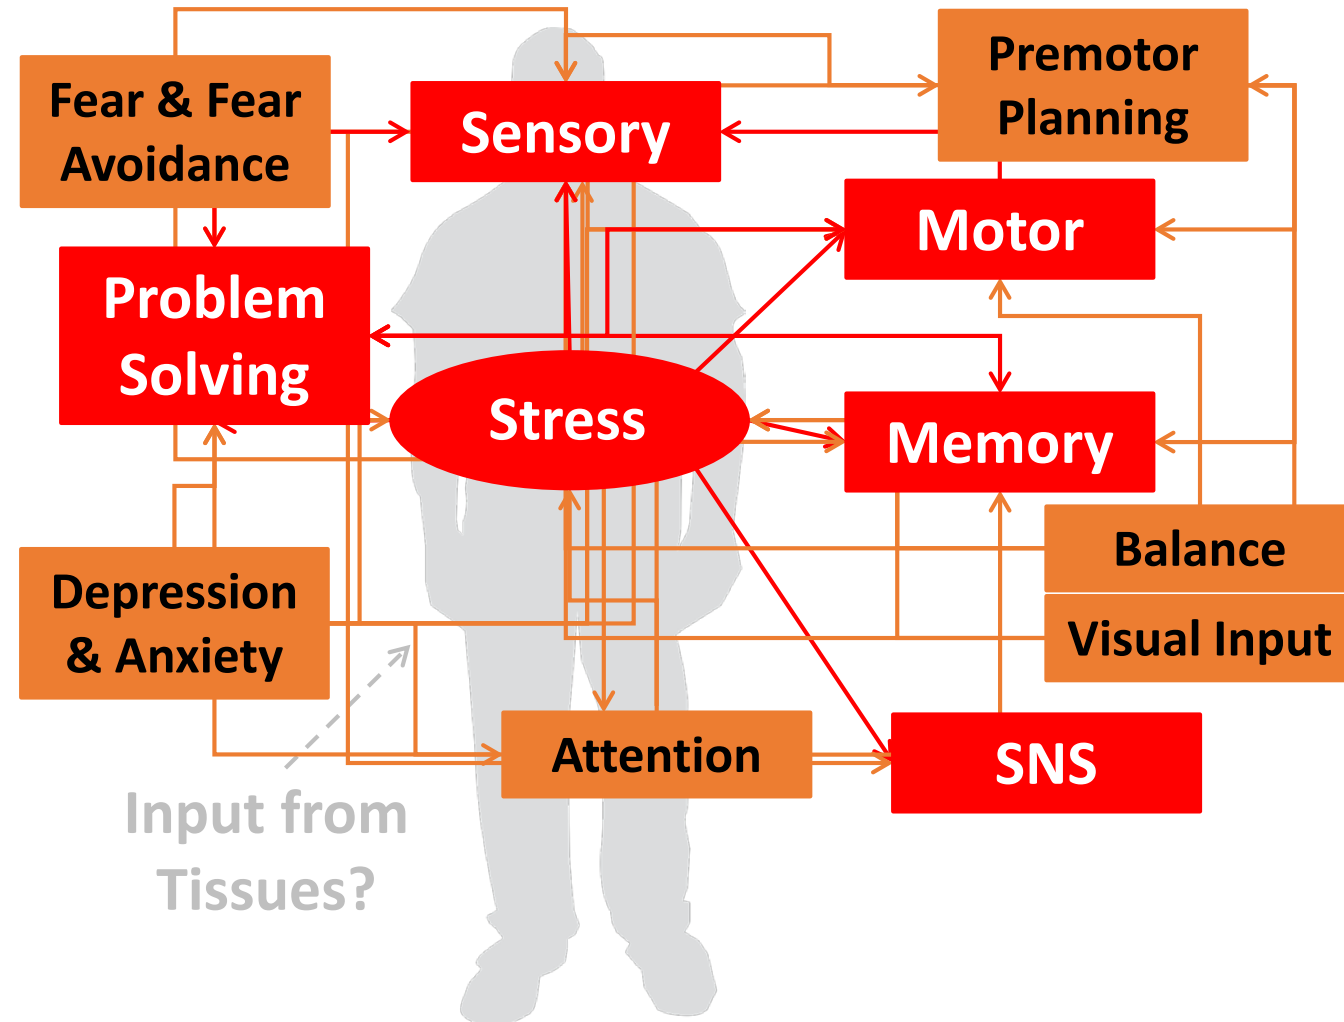 Fear & Fear
Avoidance
Sensory
Premotor
Planning
Motor
Problem
Solving
Stress
Memory
Balance
Depression
& Anxiety
Visual Input
Attention
SNS
Input from
Tissues?